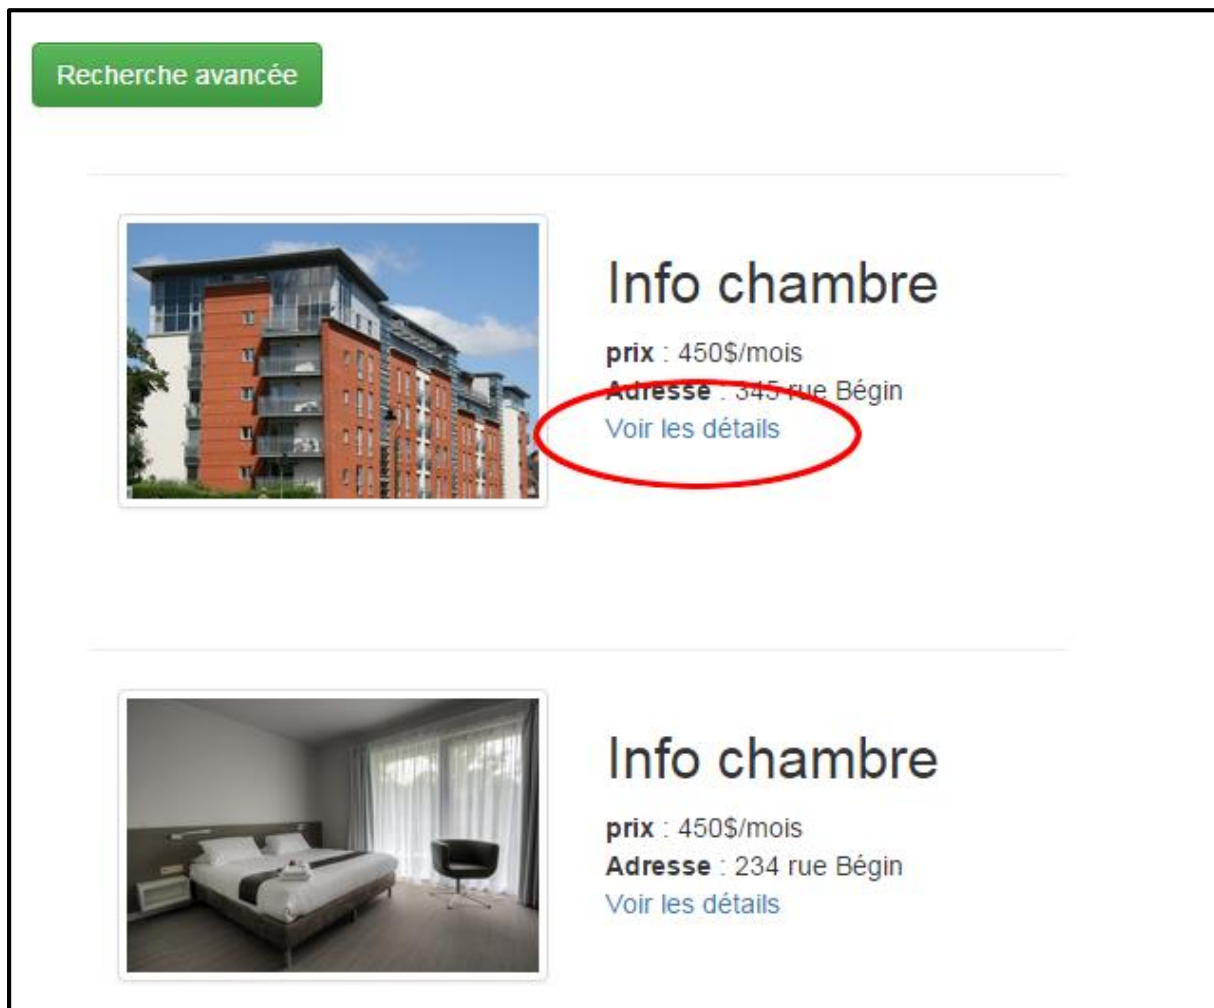 Recherche avancée
Info chambre
prix : 450$/mois
Adresse : 345 rue Bégin
Voir les détails
Info chambre
prix : 450$/mois
Adresse : 234 rue Bégin
Voir les détails